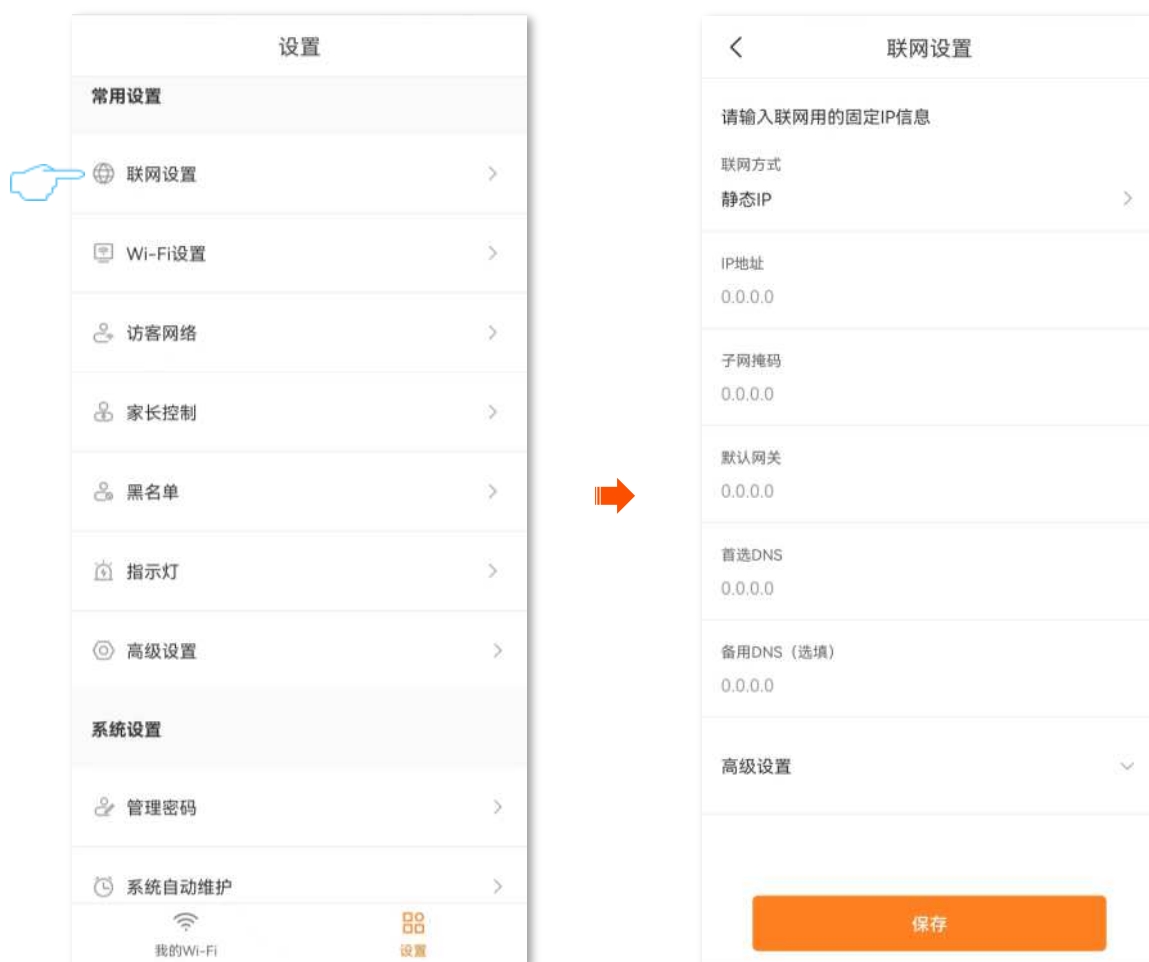 设置
常用设置
联网设置
Wi-Fi设置
访客网络
家长控制
黑名单
指示灯
高级设置
系统设置
管理密码
系统自动维护
我的Wi-Fi
设置
联网设置
请输入联网用的固定IP信息
联网方式
静态IP
IP地址
0.0.0.0
子网掩码
0.0.0.0
默认网关
0.0.0.0
首选DNS
0.0.0.0
备用DNS（选填）
0.0.0.0
高级设置
保存